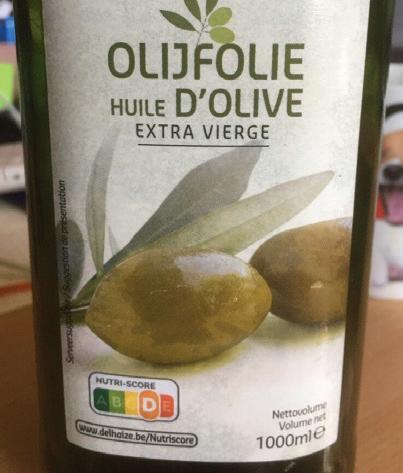 OLIJFOLIE
HUILE D'OLIVE
EXTRA VIERGE
Serveersuggestie / Suggestion de présentation
NUTRI-SCORE
A B C D E
www.delhaize.be/Nutriscore
Nettovolume
Volume net
1000ml e